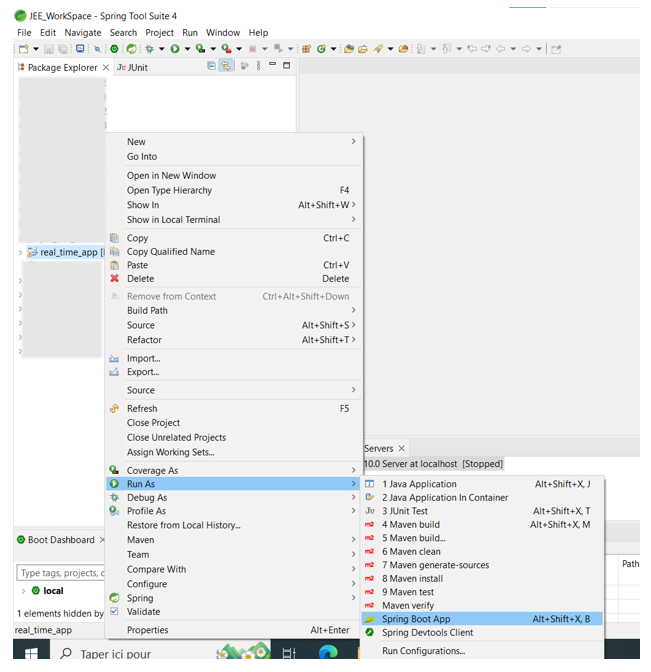 JEE_WorkSpace - Spring Tool Suite 4
File Edit Navigate Search Project Run Window Help
Package Explorer JUnit
real_time_app
New
Go Into
Open in New Window
Open Type Hierarchy F4
Show In Alt+Shift+W
Show in Local Terminal
Copy Ctrl+C
Copy Qualified Name
Paste Ctrl+V
Delete Delete
Remove from Context Ctrl+Alt+Shift+Down
Build Path
Source Alt+Shift+S
Refactor Alt+Shift+T
Import...
Export...
Source
Refresh F5
Close Project
Close Unrelated Projects
Assign Working Sets...
Coverage As
Run As
Debug As
Profile As
Restore from Local History...
Maven
Team
Compare With
Configure
Spring
Validate
Properties Alt+Enter
Servers
10.0 Server at localhost [Stopped]
1 Java Application Alt+Shift+X, J
2 Java Application In Container
3 JUnit Test Alt+Shift+X, T
4 Maven build Alt+Shift+X, M
5 Maven build...
6 Maven clean
7 Maven generate-sources
8 Maven install
9 Maven test
Maven verify
Spring Boot App Alt+Shift+X, B
Spring Devtools Client
Run Configurations...
Path
Boot Dashboard
Type tags, projects,
local
1 elements hidden by
real_time_app
Taper ici pour